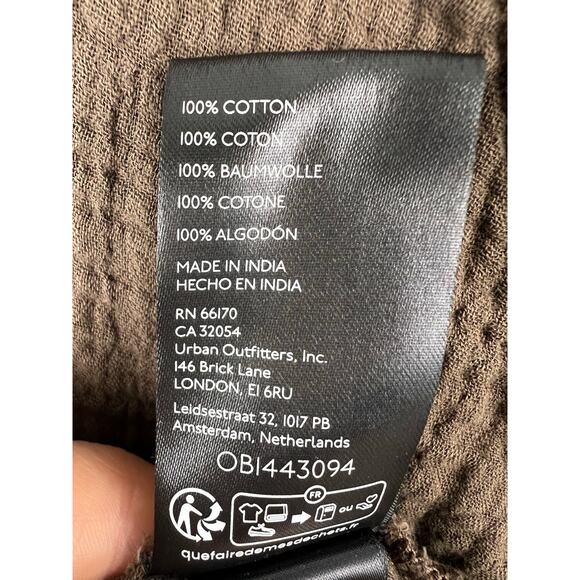 100% COTTON
100% COTON
100% BAUMWOLLE
100% COTONE
100% ALGODÓN
MADE IN INDIA
HECHO EN INDIA
RN 66170
CA 32054
Urban Outfitters, Inc.
146 Brick Lane
LONDON, E1 6RU
Leidsestraat 32, 1017 PB
Amsterdam, Netherlands
OB1443094
FR
ou
quefairedemesdechets.fr